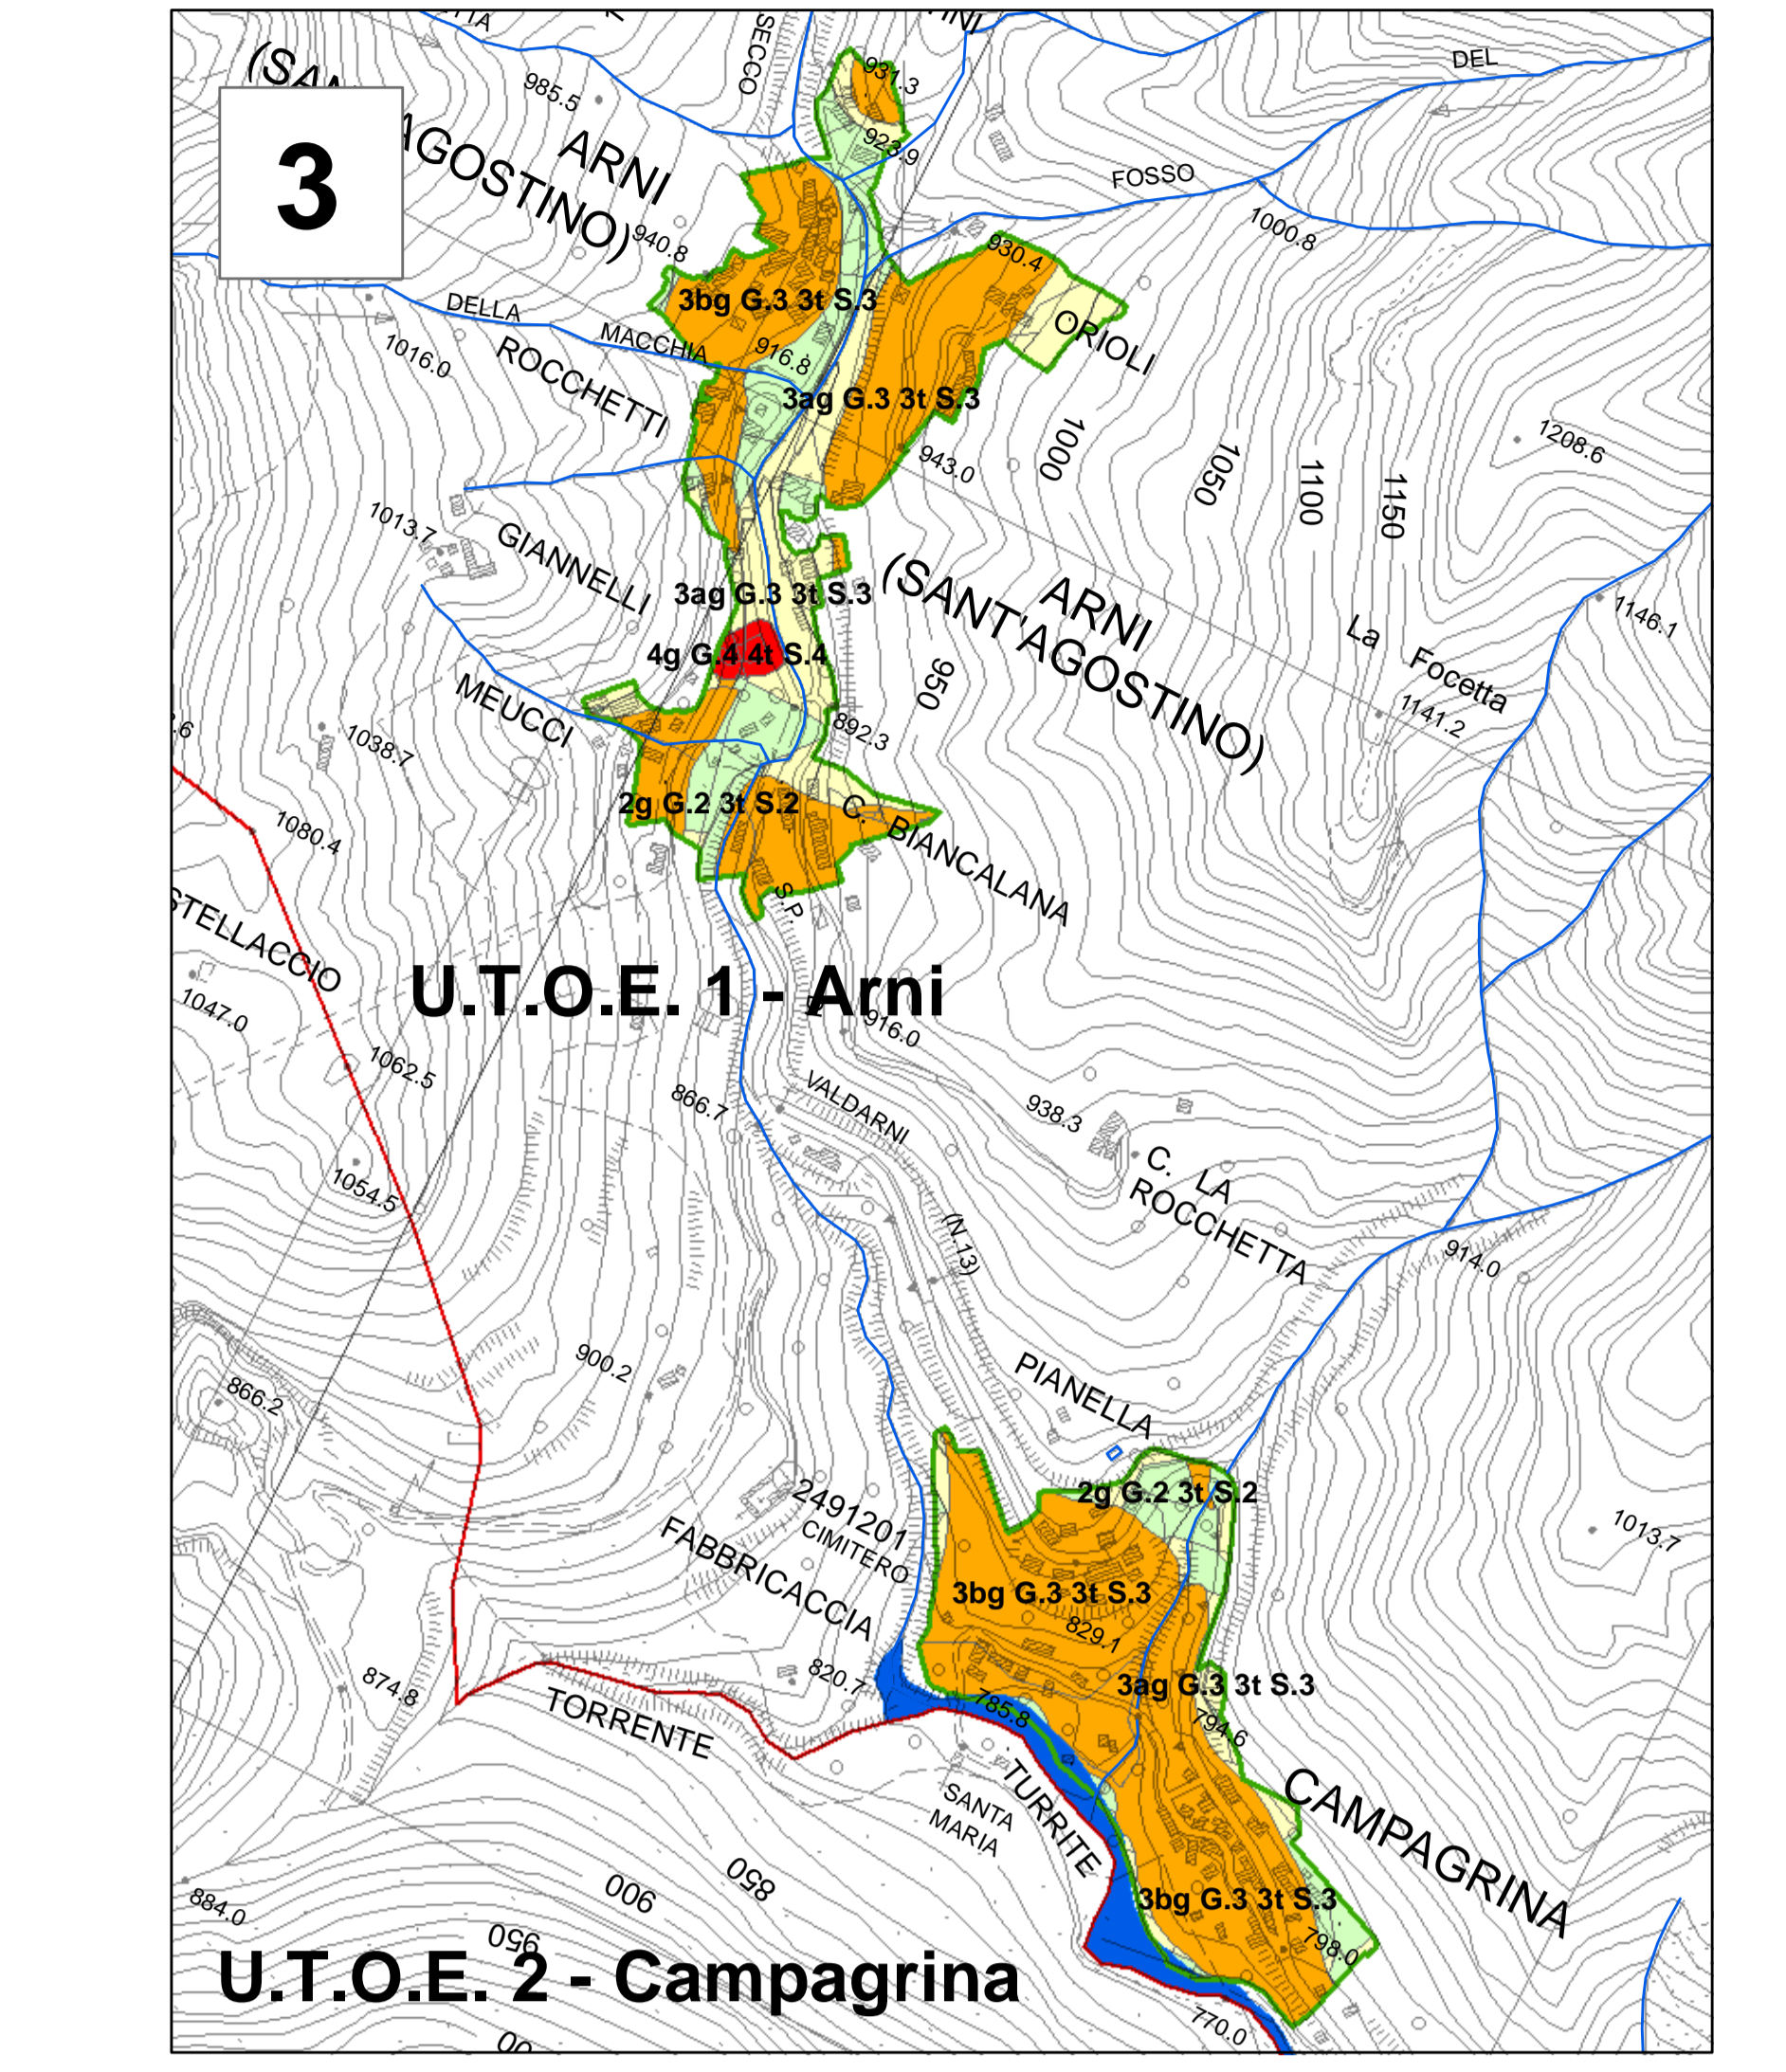 SECCO
DEL
985.5
931.3
923.9
3
AGOSTINO)
ARNI
FOSSO
940.8
930.4
1000.8
3bg G.3 3t S.3
DELLA
MACCHIA
916.8
ORIOLI
1016.0
ROCCHETTI
3ag G.3 3t S.3
943.0
1000
1050
1100
1150
1208.6
1013.7
GIANNELLI
3ag G.3 3t S.3
ARNI
(SANT'AGOSTINO)
4g G.4 4t S.4
950
La Focetta
1146.1
1141.2
MEUCCI
892.3
1038.7
2g G.2 3t S.2
C. BIANCALANA
1080.4
S.P.
STELLACCIO
U.T.O.E. 1 - Arni
1047.0
916.0
1062.5
866.7
VALDARNI
938.3
C. LA
ROCCHETTA
1054.5
(N.13)
914.0
900.2
866.2
PIANELLA
2491201
CIMITERO
2g G.2 3t S.2
FABBRICACCIA
1013.7
3bg G.3 3t S.3
829.1
874.8
820.7
3ag G.3 3t S.3
TORRENTE
785.8
794.6
SANTA
MARIA
TURRITE
CAMPAGRINA
850
900
884.0
950
3bg G.3 3t S.3
798.0
U.T.O.E. 2 - Campagrina
770.0